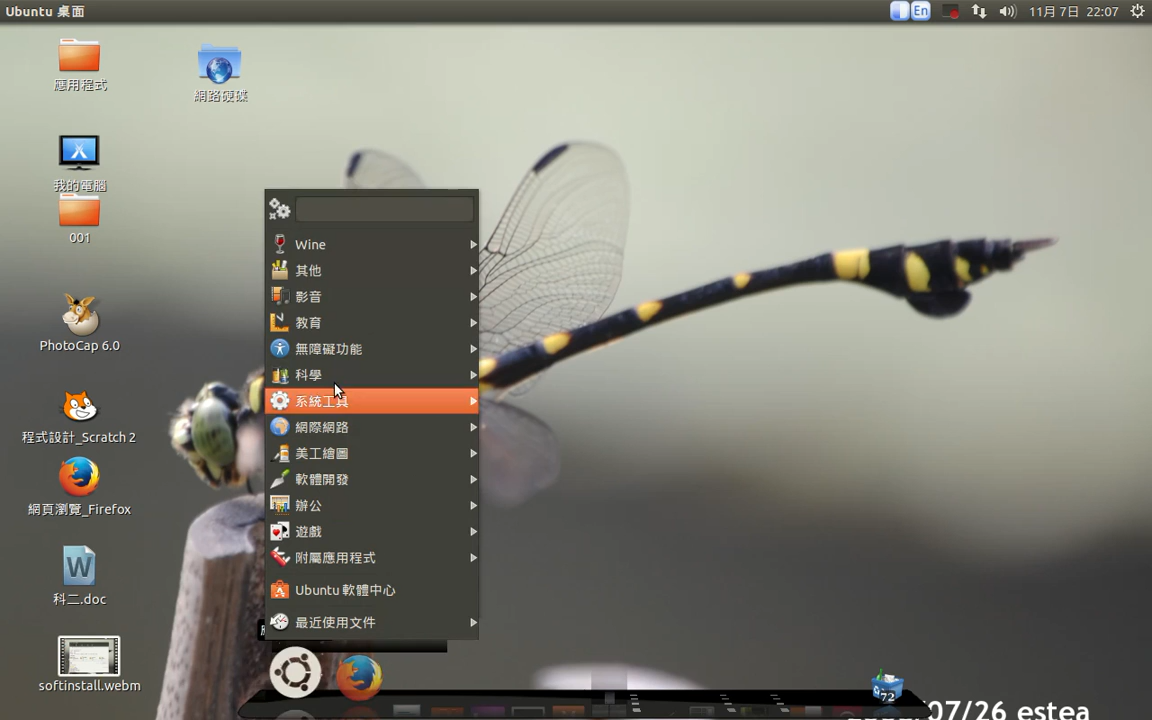 Ubuntu 桌面
En
11月 7日 22:07
應用程式
網路硬碟
我的電腦
001
PhotoCap 6.0
程式設計_Scratch 2
網頁瀏覽_Firefox
科二.doc
softinstall.webm
Wine
其他
影音
教育
無障礙功能
科學
系統工具
網際網路
美工繪圖
軟體開發
辦公
遊戲
附屬應用程式
Ubuntu 軟體中心
最近使用文件
72
/07/26 estea